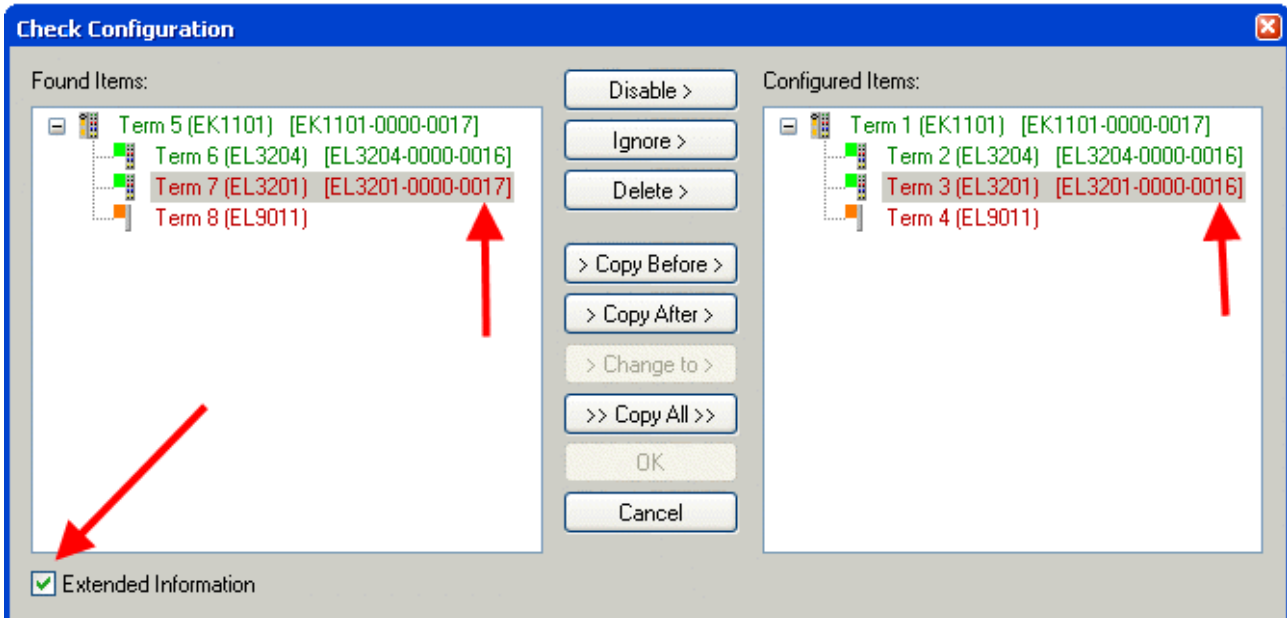 Check Configuration
Found Items:
Term 5 (EK1101) [EK1101-0000-0017]
Term 6 (EL3204) [EL3204-0000-0016]
Term 7 (EL3201) [EL3201-0000-0017]
Term 8 (EL9011)
Disable >
Ignore >
Delete >
> Copy Before >
> Copy After >
> Change to >
>> Copy All >>
OK
Cancel
Configured Items:
Term 1 (EK1101) [EK1101-0000-0017]
Term 2 (EL3204) [EL3204-0000-0016]
Term 3 (EL3201) [EL3201-0000-0016]
Term 4 (EL9011)
Extended Information